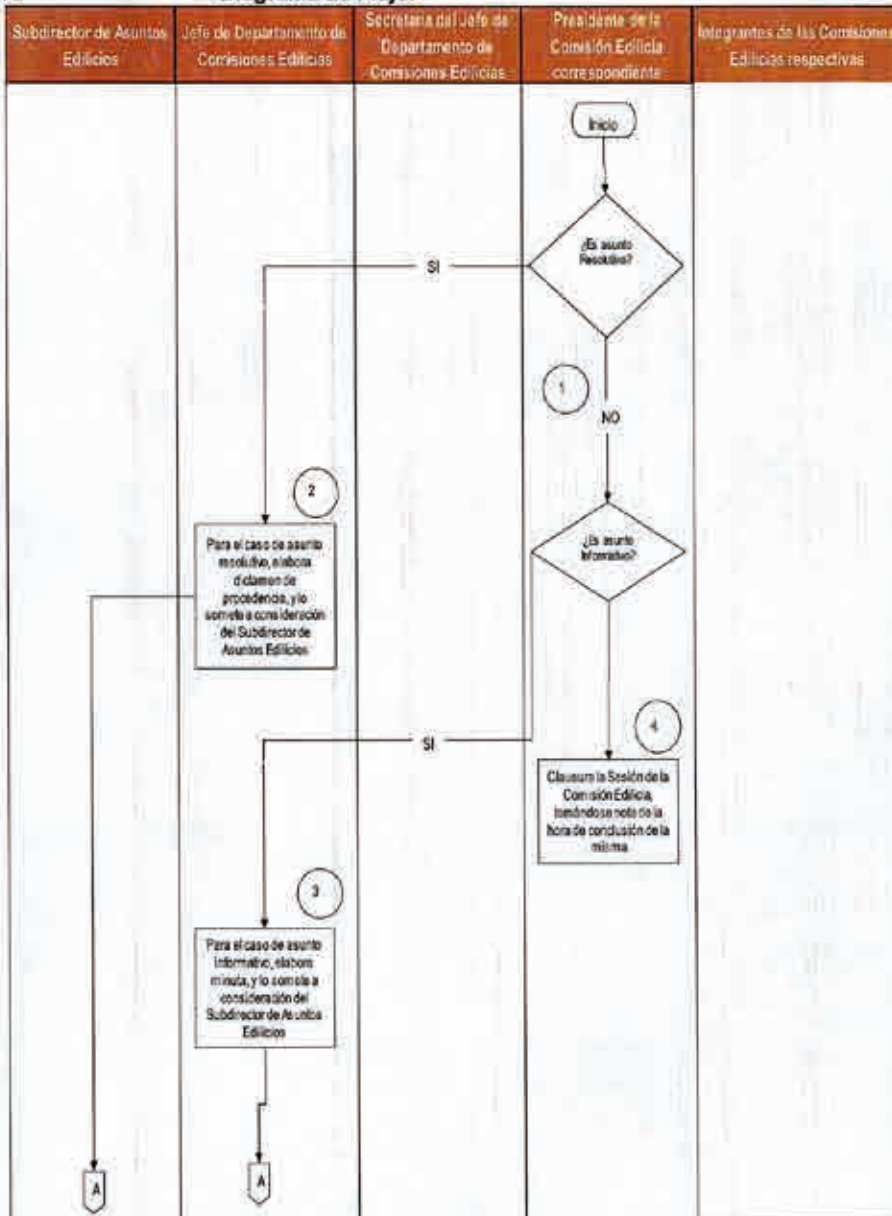 Subdirector de Asuntos
Edilicios
Jefe de Departamento de
Comisiones Edilicias
Secretaria del Jefe de
Departamento de
Comisiones Edilicias
Presidente de la
Comisión Edilicia
correspondiente
Integrantes de las Comisiones
Edilicias respectivas
Inicio
¿Es asunto
Resolutivo?
SI
1
NO
2
Para el caso de asunto
resolutivo, elabora
dictamen de
procedencia, y lo
somete a consideración
del Subdirector de
Asuntos Edilicios
¿Es asunto
Informativo?
SI
4
Clausura la Sesión de la
Comisión Edilicia,
tomándose nota de la
hora de conclusión de la
misma
3
Para el caso de asunto
Informativo, elabora
minuta, y lo somete a
consideración del
Subdirector de Asuntos
Edilicios
A
A